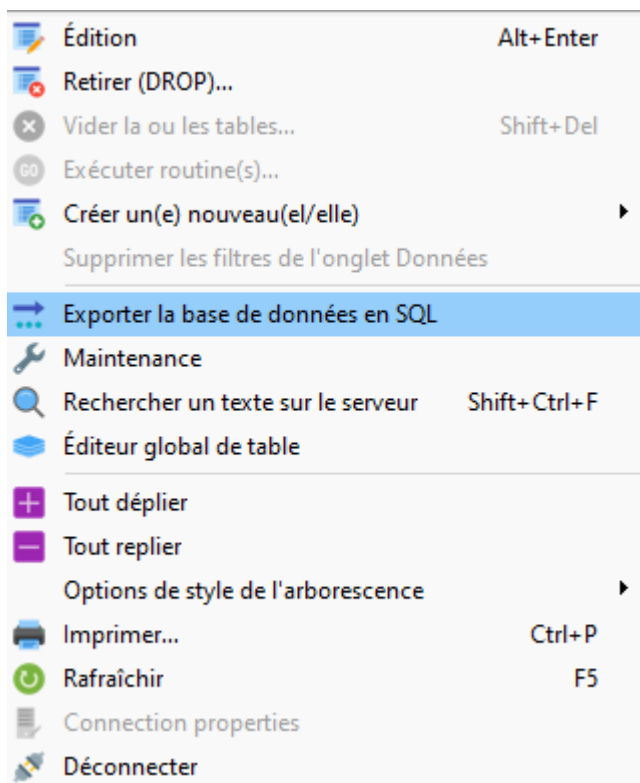 Édition Alt+Enter
Retirer (DROP)...
Vider la ou les tables... Shift+Del
GO Exécuter routine(s)...
Créer un(e) nouveau(el/elle)
Supprimer les filtres de l'onglet Données
Exporter la base de données en SQL
Maintenance
Rechercher un texte sur le serveur Shift+Ctrl+F
Éditeur global de table
Tout déplier
Tout replier
Options de style de l'arborescence
Imprimer... Ctrl+P
Rafraîchir F5
Connection properties
Déconnecter